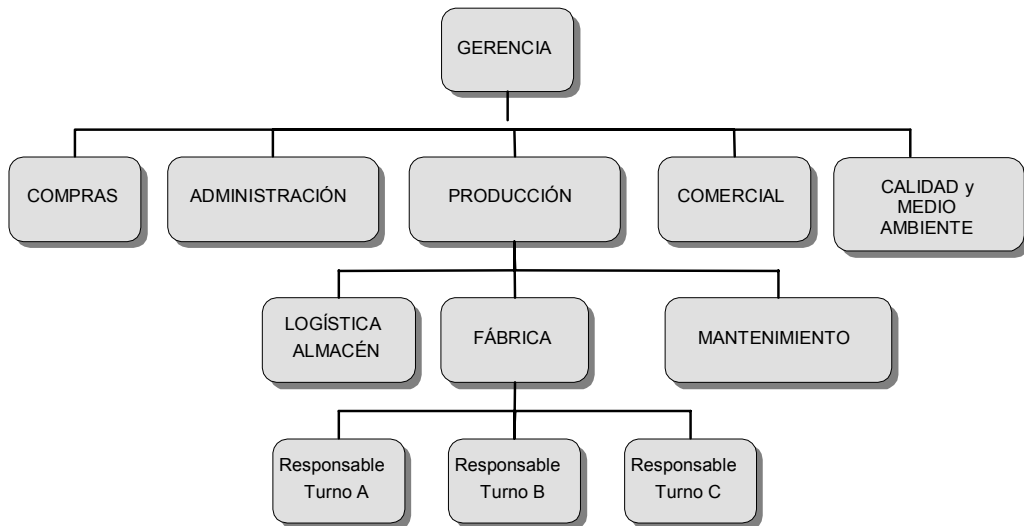 GERENCIA
COMPRAS
ADMINISTRACIÓN
PRODUCCIÓN
COMERCIAL
CALIDAD y
MEDIO
AMBIENTE
LOGÍSTICA
ALMACÉN
FÁBRICA
MANTENIMIENTO
Responsable
Turno A
Responsable
Turno B
Responsable
Turno C